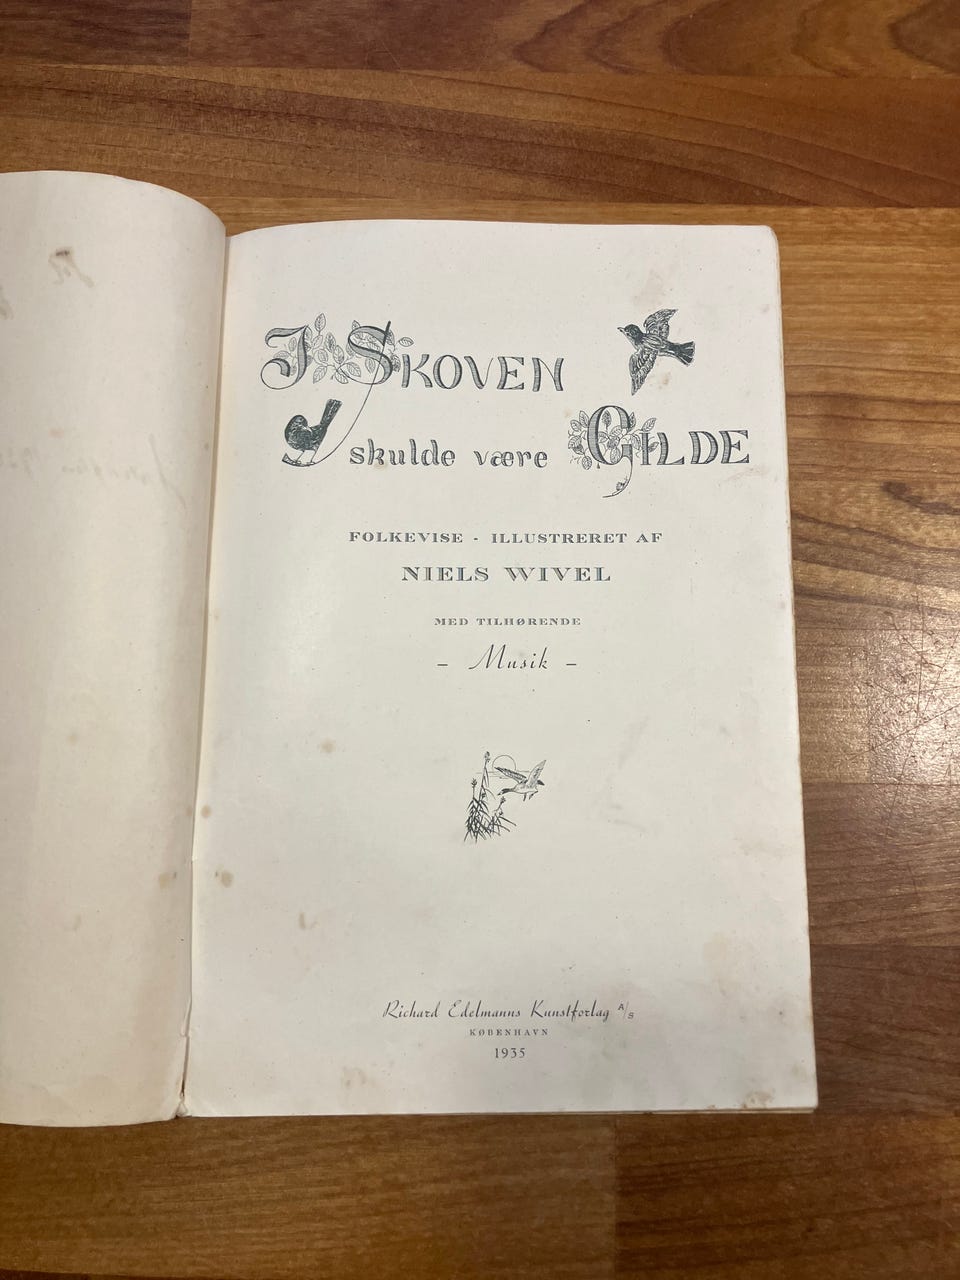 I SKOVEN
skulde være GILDE
FOLKEVISE - ILLUSTRERET AF
NIELS WIVEL
MED TILHØRENDE
– Musik –
Richard Edelmanns Kunstforlag A/S
KØBENHAVN
1935